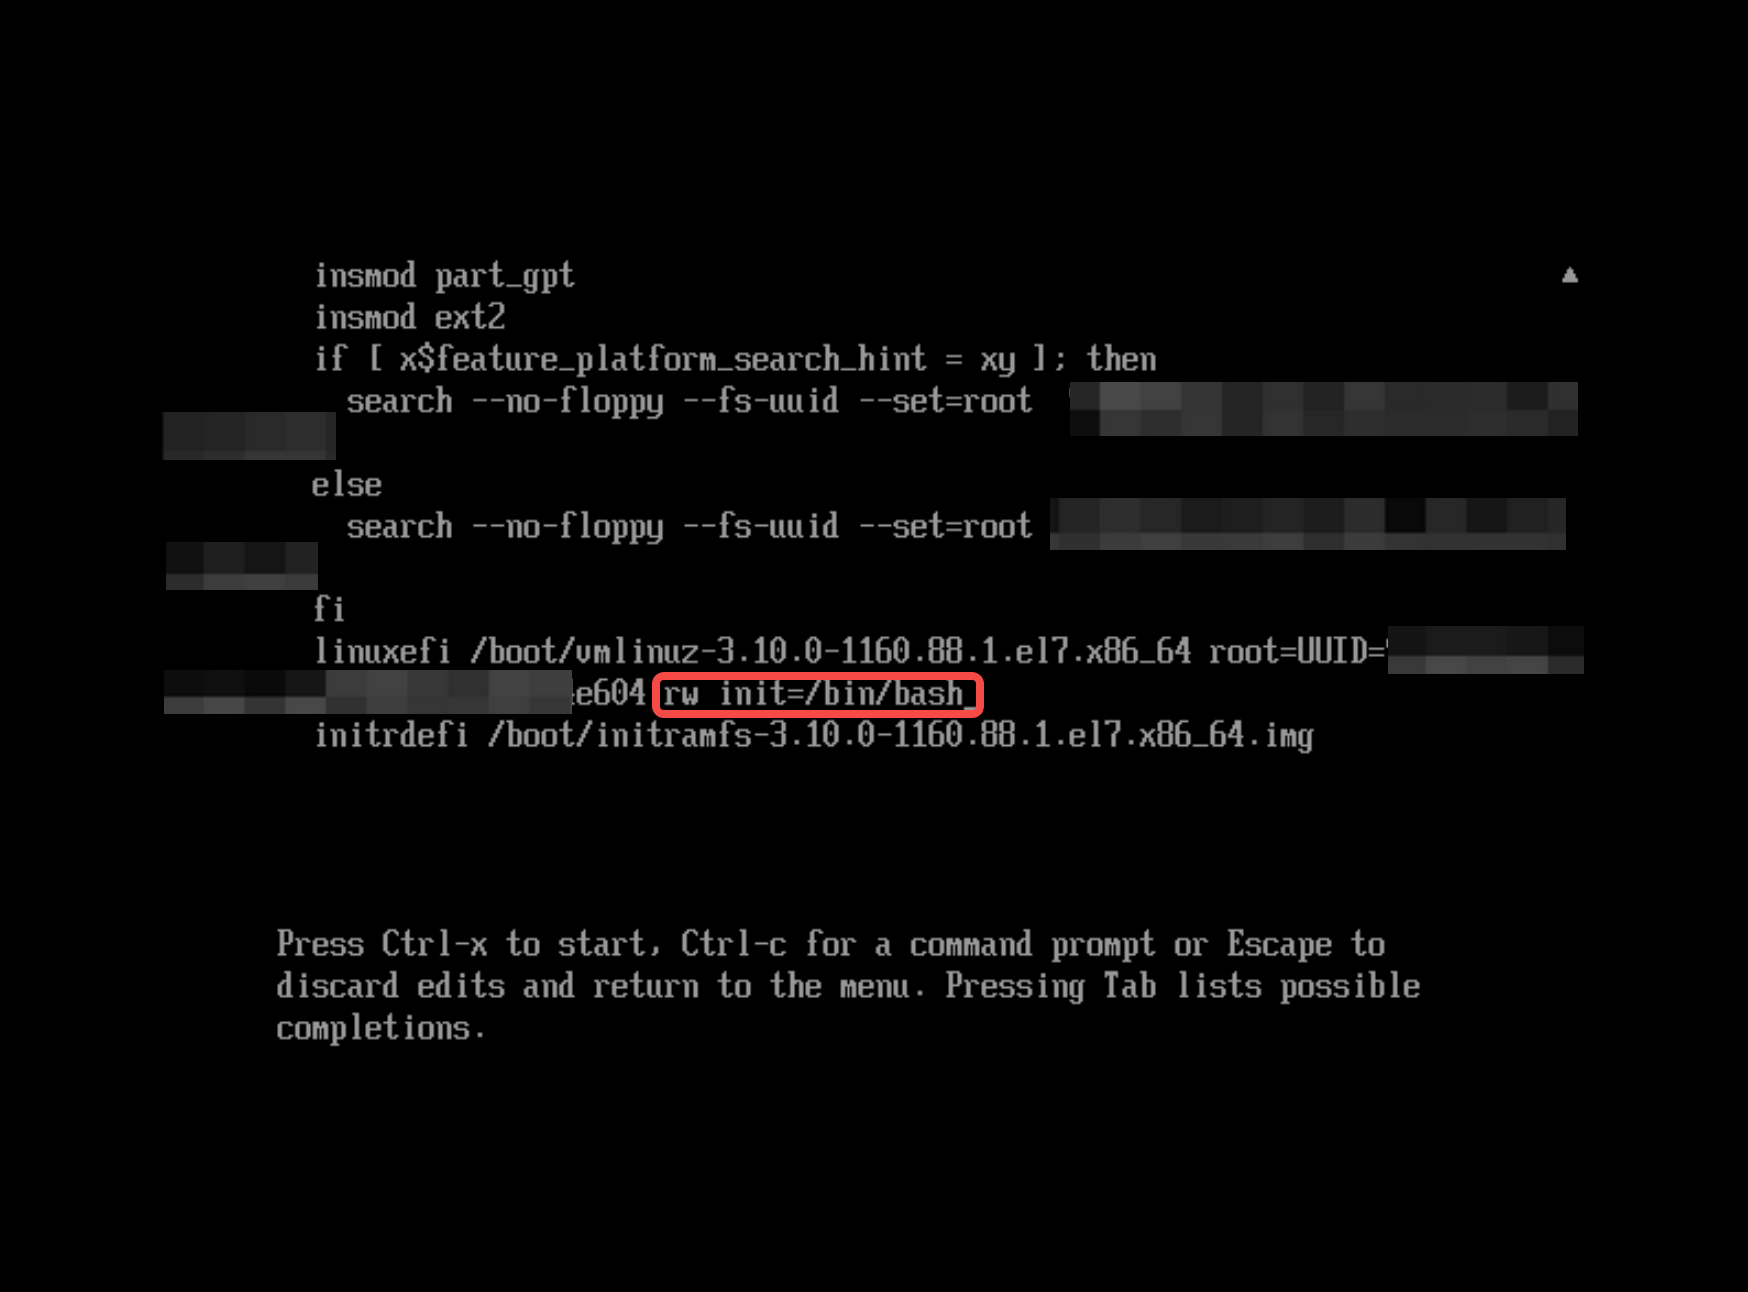 insmod part_gpt
insmod ext2
if [ x$feature_platform_search_hint = xy ]; then
search --no-floppy --fs-uuid --set=root
else
search --no-floppy --fs-uuid --set=root
fi
linuxefi /boot/vmlinuz-3.10.0-1160.88.1.el7.x86_64 root=UUID=
e604 rw init=/bin/bash_
initrdefi /boot/initramfs-3.10.0-1160.88.1.el7.x86_64.img
Press Ctrl-x to start, Ctrl-c for a command prompt or Escape to
discard edits and return to the menu. Pressing Tab lists possible
completions.